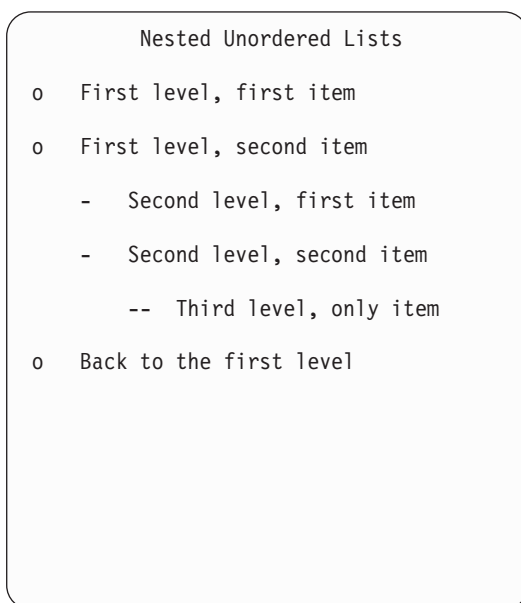 Nested Unordered Lists
o First level, first item
o First level, second item
- Second level, first item
- Second level, second item
-- Third level, only item
o Back to the first level